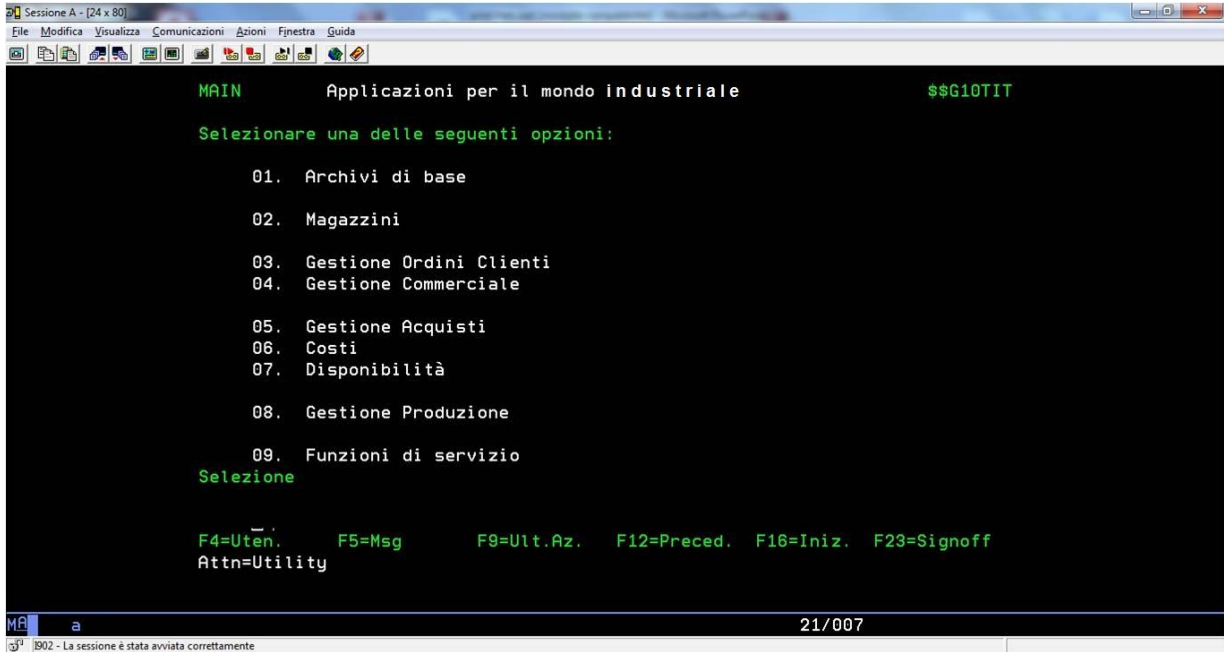 Sessione A - [24 x 80]
File Modifica Visualizza Comunicazioni Azioni Finestra Guida
MAIN Applicazioni per il mondo industriale $$G10TIT
Selezionare una delle seguenti opzioni:
01. Archivi di base
02. Magazzini
03. Gestione Ordini Clienti
04. Gestione Commerciale
05. Gestione Acquisti
06. Costi
07. Disponibilità
08. Gestione Produzione
09. Funzioni di servizio
Selezione
F4=Uten. F5=Msg F9=Ult.Az. F12=Preced. F16=Iniz. F23=Signoff
Attn=Utility
MA a 21/007
I902 - La sessione è stata avviata correttamente